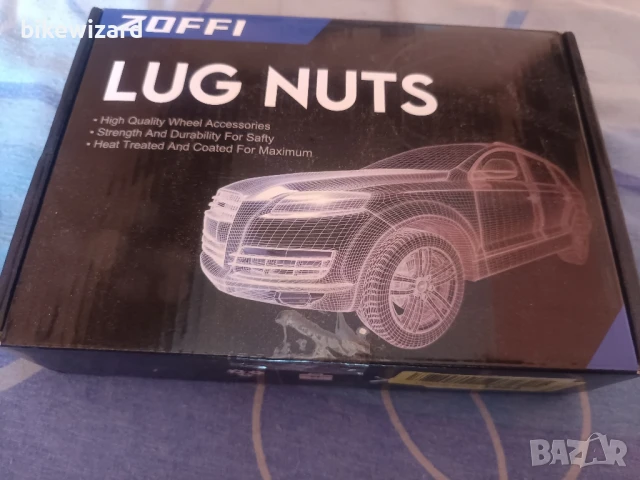 bikewizard
ZOFFI
LUG NUTS
• High Quality Wheel Accessories
• Strength And Durability For Safty
• Heat Treated And Coated For Maximum
BAZAR